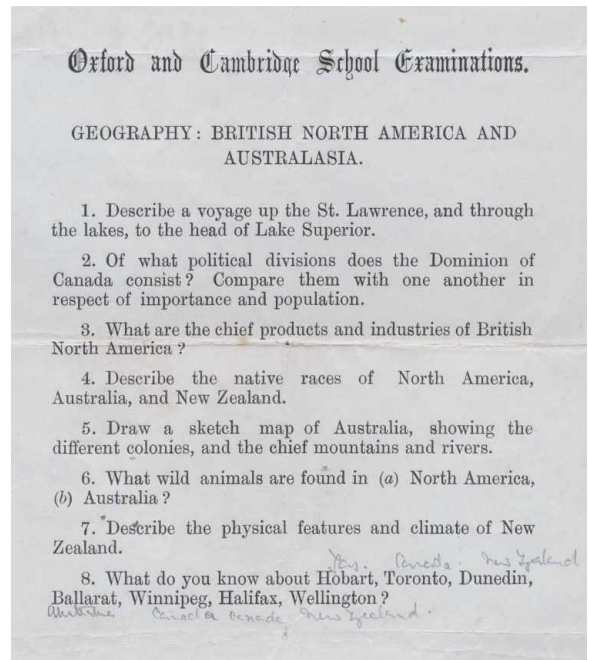 Oxford and Cambridge School Examinations.
GEOGRAPHY: BRITISH NORTH AMERICA AND
AUSTRALASIA.
1. Describe a voyage up the St. Lawrence, and through
the lakes, to the head of Lake Superior.
2. Of what political divisions does the Dominion of
Canada consist? Compare them with one another in
respect of importance and population.
3. What are the chief products and industries of British
North America?
4. Describe the native races of North America,
Australia, and New Zealand.
5. Draw a sketch map of Australia, showing the
different colonies, and the chief mountains and rivers.
6. What wild animals are found in (a) North America,
(b) Australia?
7. Describe the physical features and climate of New
Zealand.
Canada. New Zealand
8. What do you know about Hobart, Toronto, Dunedin,
Ballarat, Winnipeg, Halifax, Wellington?
Canada Canada New Zealand.